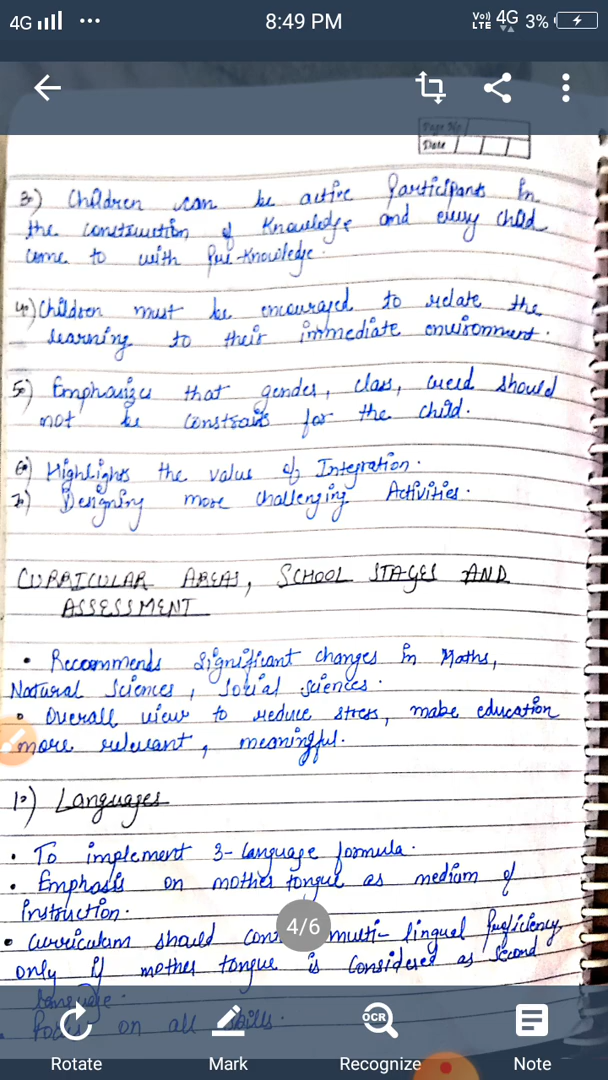 4G 8:49 PM Vo) LTE 4G 3%
Page No
Date
3.) Children can be active Participants in
the construction of Knowledge and every child
come to with Pre-Knowledge.
4.) Children must be encouraged to relate the
learning to their immediate environment.
5.) Emphasizes that gender, class, creed should
not be constraits for the child.
6.) Highlights the value of Integration.
7.) Designing more challenging Activities.
CURRICULAR AREAS, SCHOOL STAGES AND
ASSESSMENT
• Recommends significant changes in Maths,
Natural Sciences, Social Sciences.
• Overall view to reduce stress, make education
more relevant, meaningful.
1.) Languages
• To implement 3-language formula.
• Emphasis on mother tongue as medium of
Instruction.
• Curriculum should multi-lingual Proficiency,
4/6
only if mother tongue is considered as second
language.
• Focus on all skills.
OCR
Rotate Mark Recognize Note